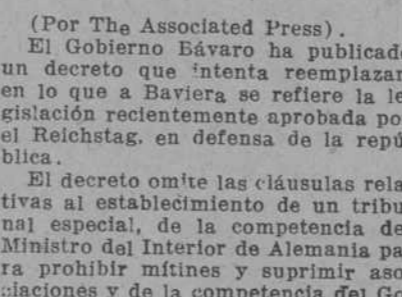 (Por The Associated Press).
El Gobierno Bávaro ha publicad
un decreto que intenta reemplazar
en lo que a Baviera se refiere la le
gislación recientemente aprobada po
el Reichstag, en defensa de la repú
blica.
El decreto omite las cláusulas rela
tivas al establecimiento de un tribu
nal especial, de la competencia de
Ministro del Interior de Alemania pa
ra prohibir mítines y suprimir aso
ciaciones y de la competencia del Go